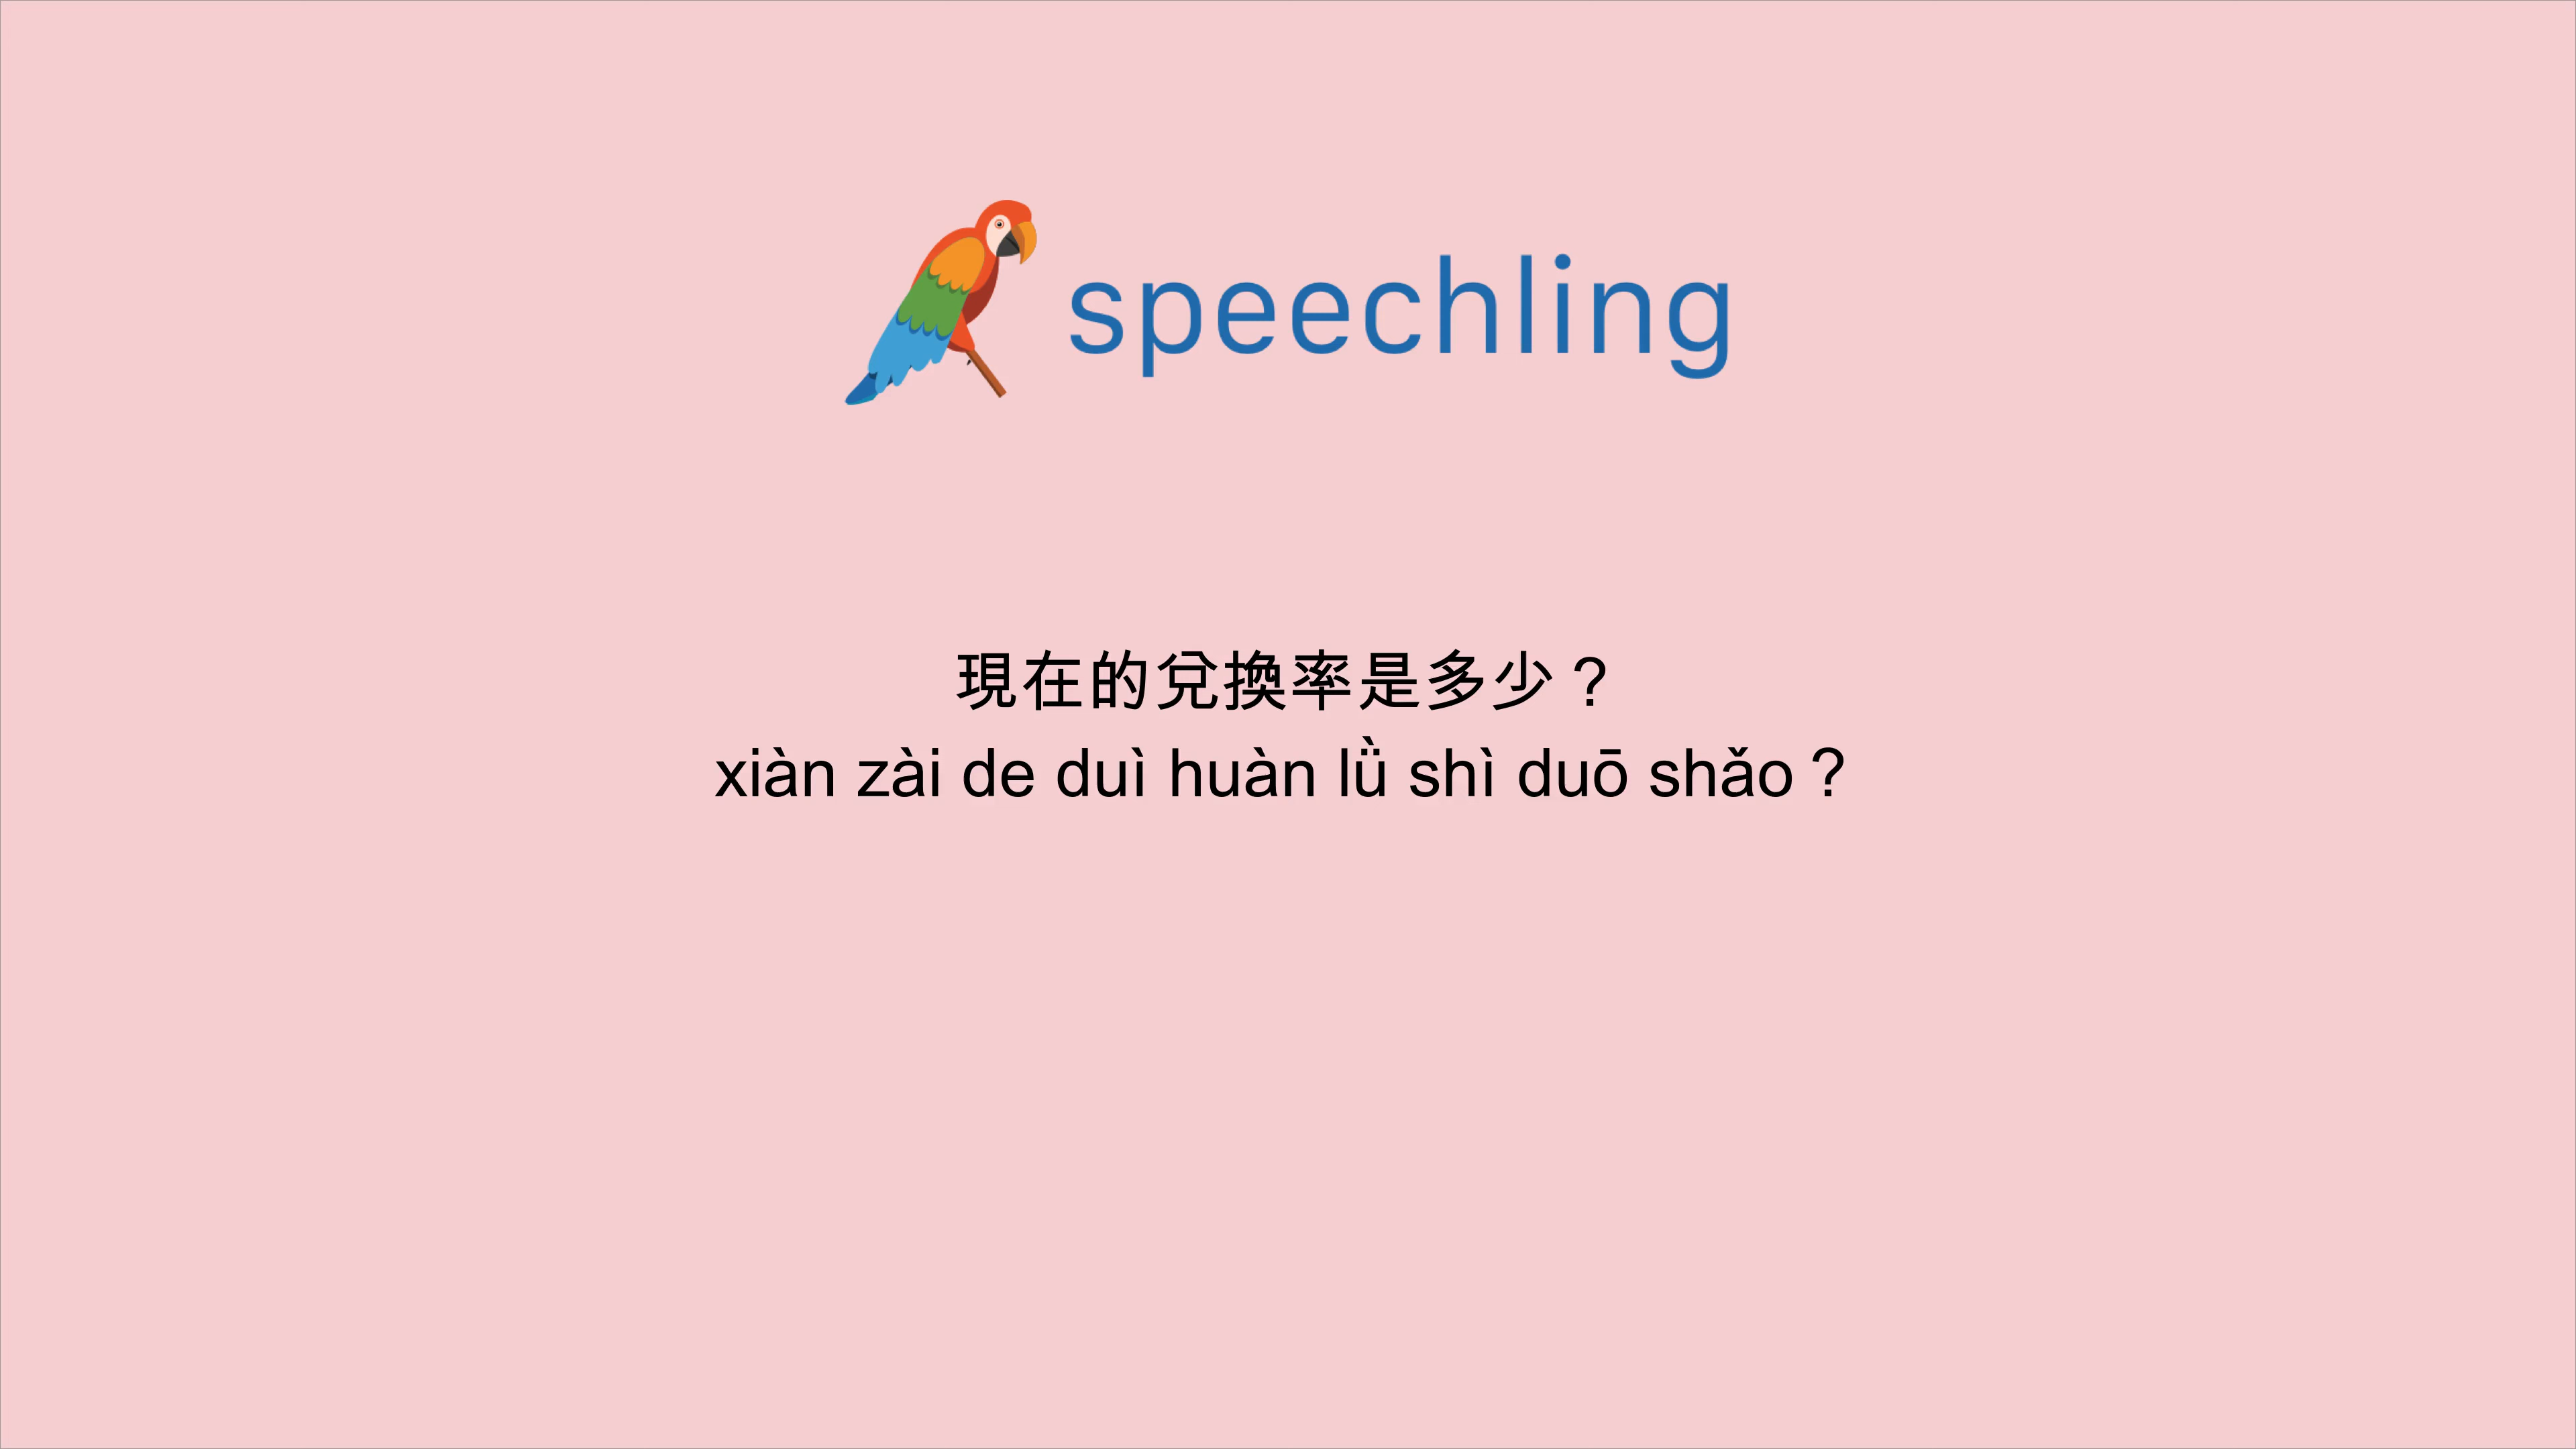 speechling
現在的兌換率是多少？
xiàn zài de duì huàn lǜ shì duō shǎo？